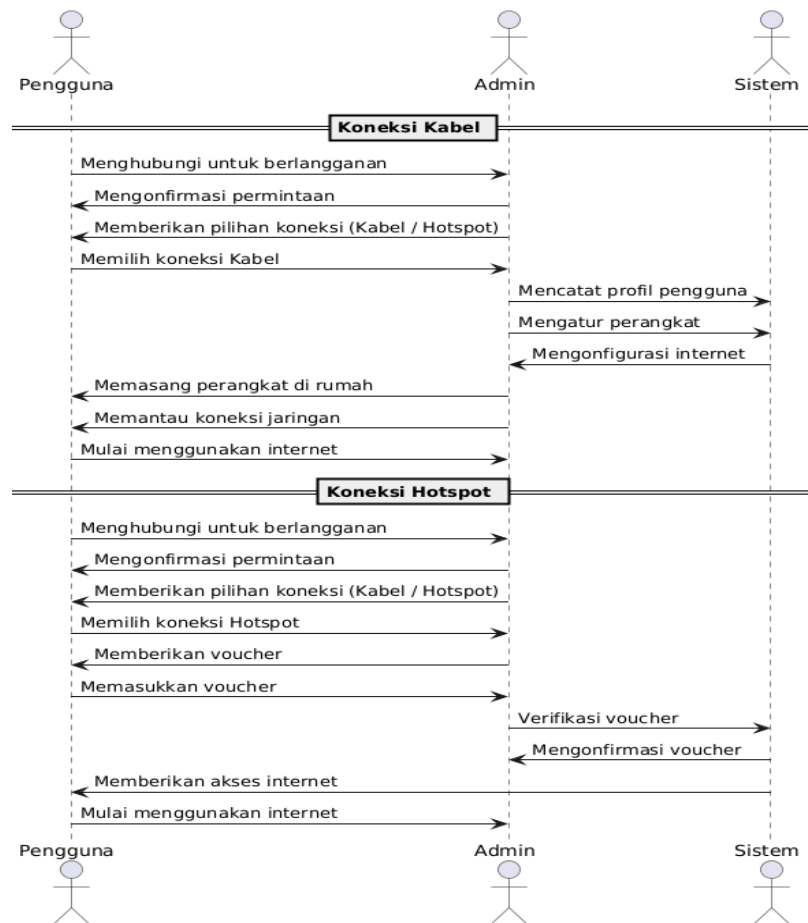 Pengguna
Admin
Sistem
Koneksi Kabel
Menghubungi untuk berlangganan
Mengonfirmasi permintaan
Memberikan pilihan koneksi (Kabel / Hotspot)
Memilih koneksi Kabel
Mencatat profil pengguna
Mengatur perangkat
Mengonfigurasi internet
Memasang perangkat di rumah
Memantau koneksi jaringan
Mulai menggunakan internet
Koneksi Hotspot
Menghubungi untuk berlangganan
Mengonfirmasi permintaan
Memberikan pilihan koneksi (Kabel / Hotspot)
Memilih koneksi Hotspot
Memberikan voucher
Memasukkan voucher
Verifikasi voucher
Mengonfirmasi voucher
Memberikan akses internet
Mulai menggunakan internet
Pengguna
Admin
Sistem